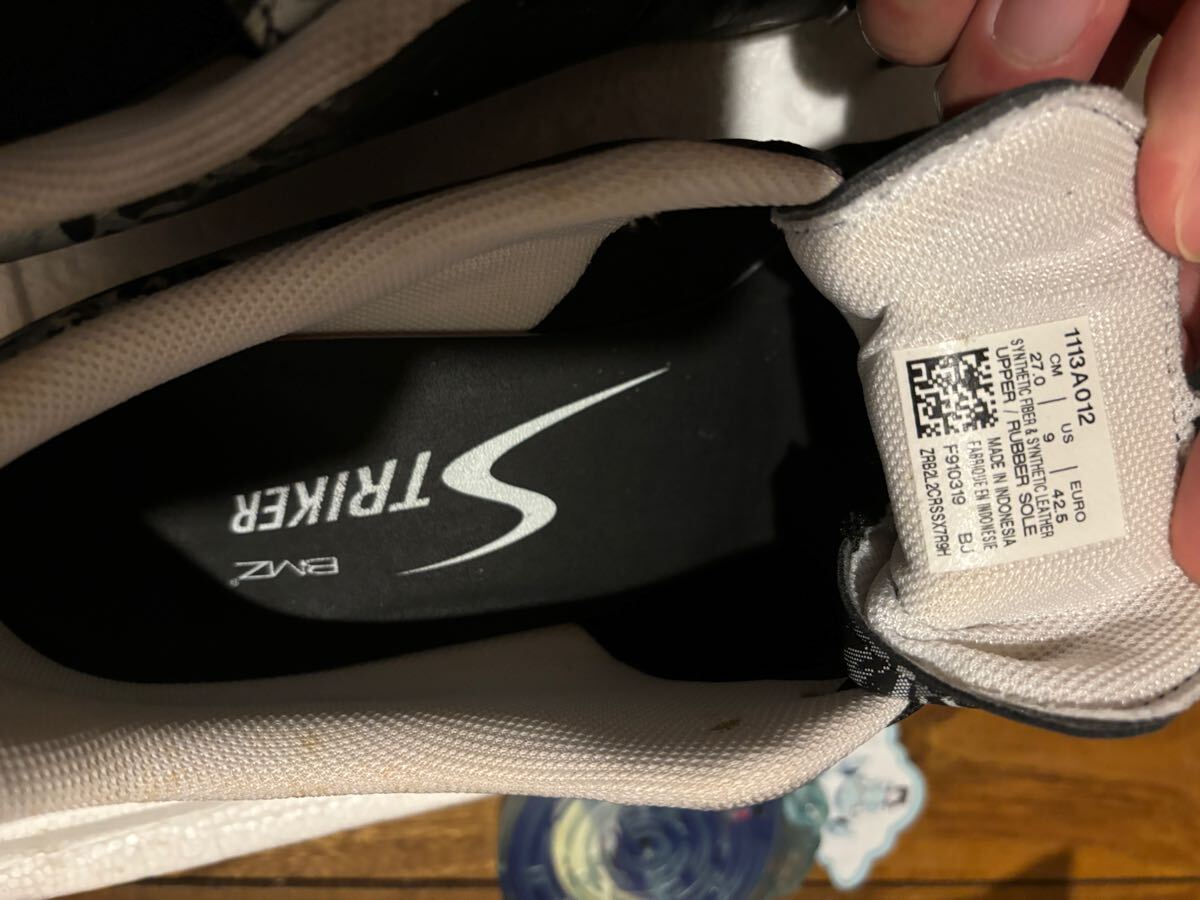 1113A012
CM | US | EURO
27.0 | 9 | 42.5
SYNTHETIC FIBER & SYNTHETIC LEATHER
UPPER / RUBBER SOLE
MADE IN INDONESIA
FABRIQUE EN INDONESIE
F910319 BJ
ZRB2L2CRSSX7R9H
STRIKER
BMZ